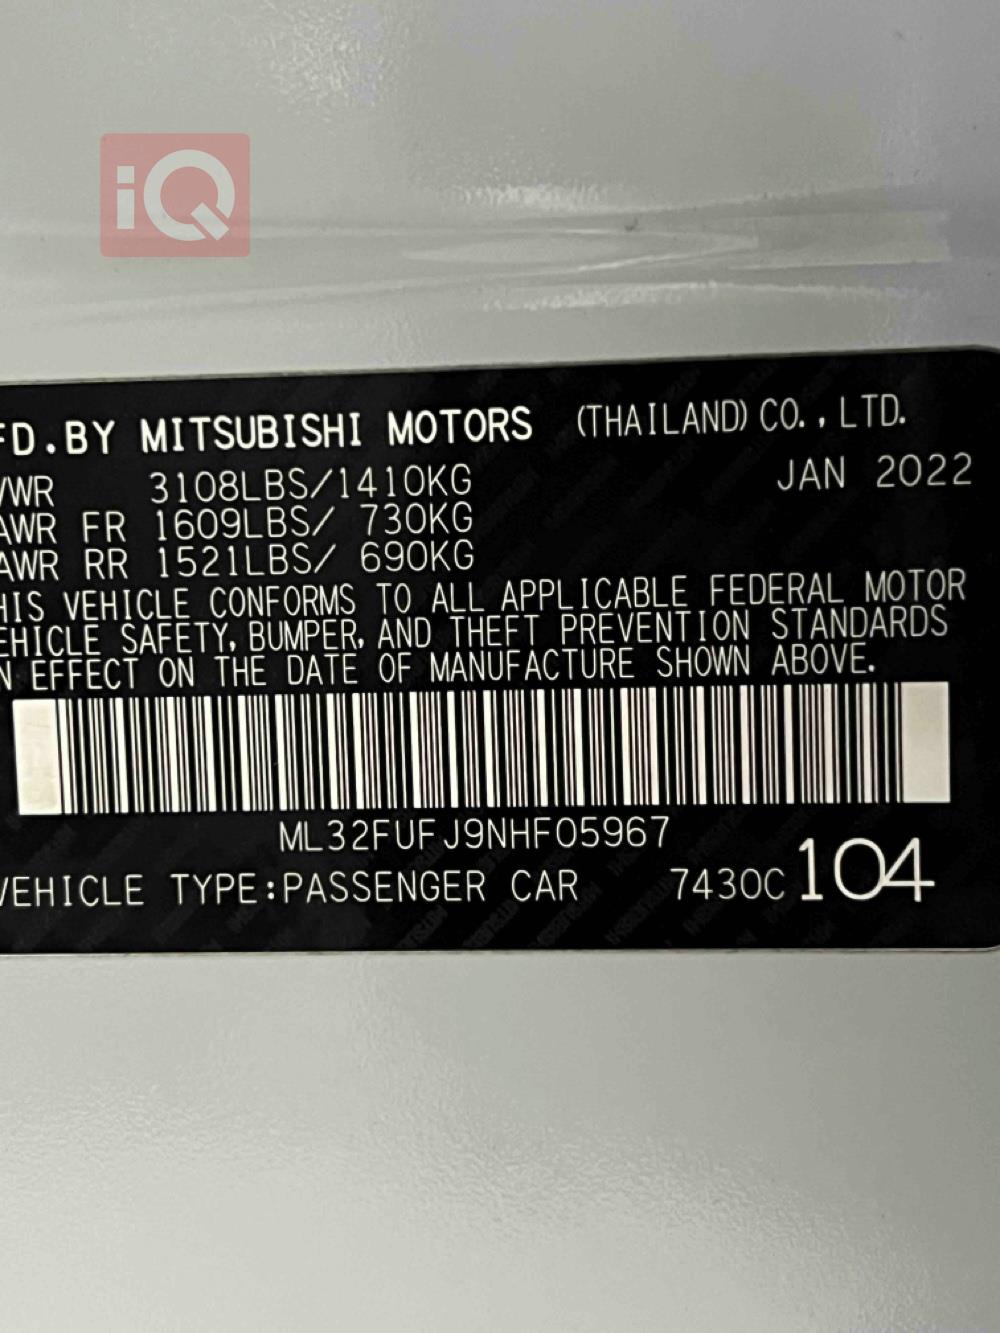 iQ
FD.BY MITSUBISHI MOTORS (THAILAND) CO.,LTD.
VWR 3108LBS/1410KG JAN 2022
AWR FR 1609LBS/ 730KG
AWR RR 1521LBS/ 690KG
HIS VEHICLE CONFORMS TO ALL APPLICABLE FEDERAL MOTOR
EHICLE SAFETY, BUMPER, AND THEFT PREVENTION STANDARDS
N EFFECT ON THE DATE OF MANUFACTURE SHOWN ABOVE.
ML32FUFJ9NHF05967
VEHICLE TYPE:PASSENGER CAR 7430C 104